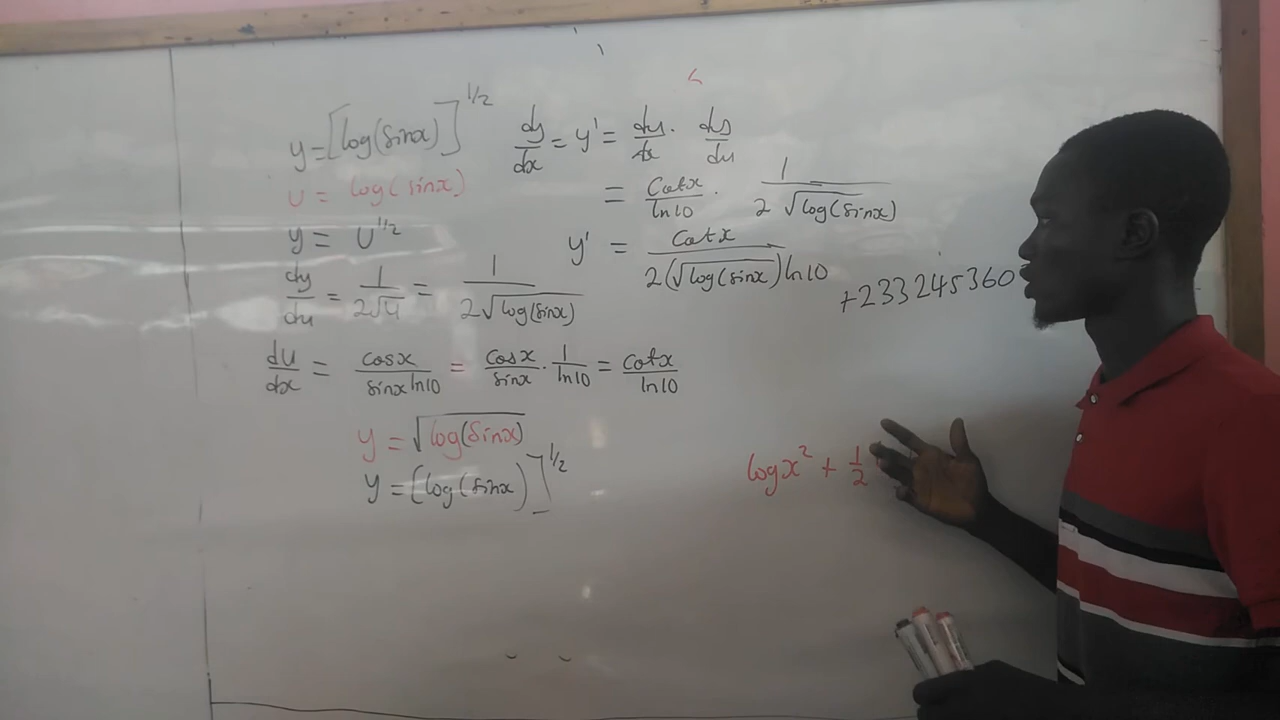 y = [log(sinx)]^1/2
u = log(sinx)
y = U^1/2
dy/du = 1/2√u = 1/2√log(sinx)
du/dx = cosx/sinx ln10 = cosx/sinx · 1/ln10 = cotx/ln10
y = √log(sinx)
y = [log(sinx)]^1/2
dy/dx = y' = du/dx · dy/du
= Cotx/ln10 · 1/2√log(sinx)
y' = Cotx/2(√log(sinx))ln10
+233245360
logx² + 1/2